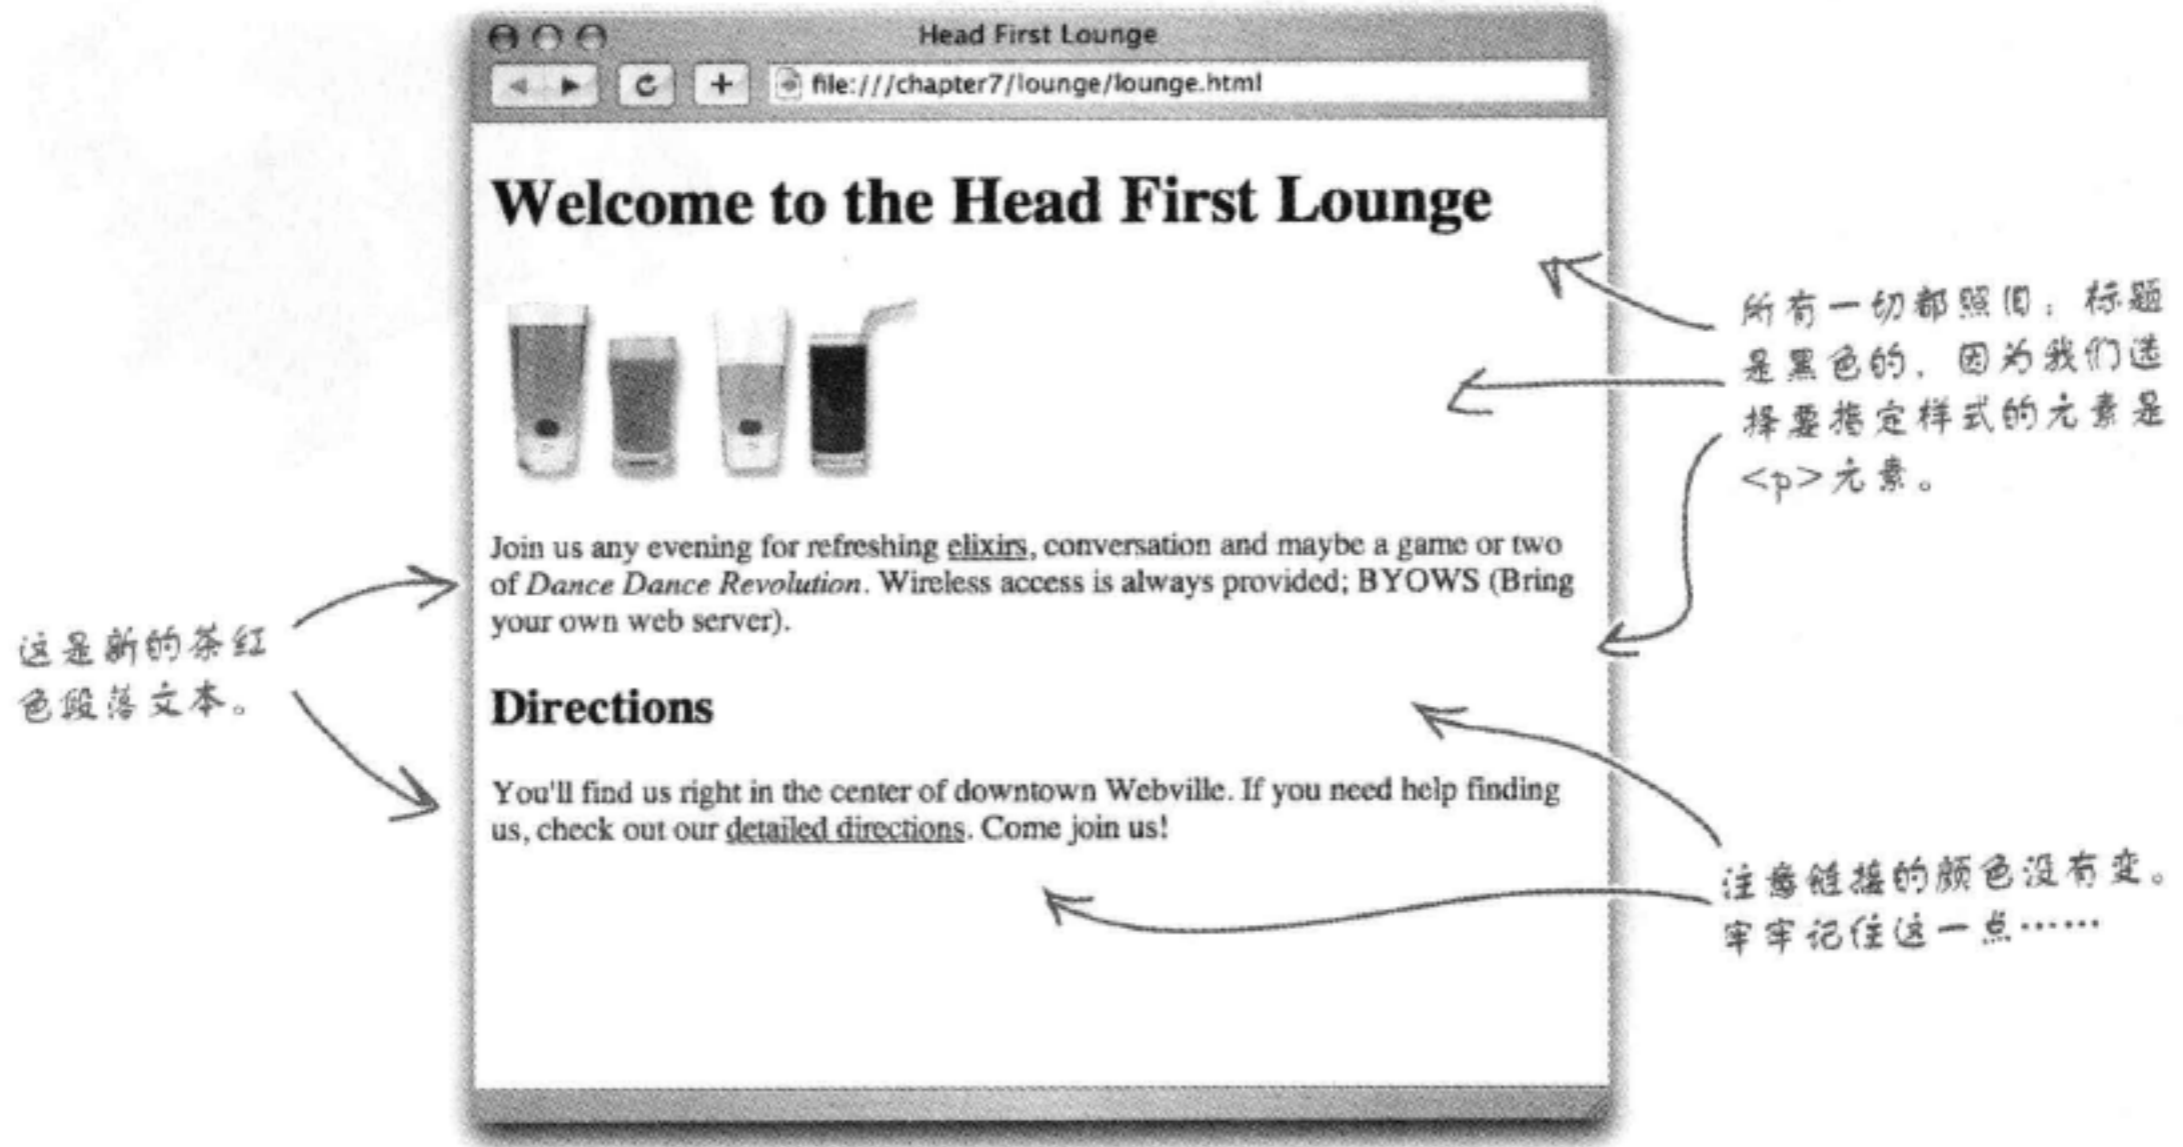 Head First Lounge
file:///chapter7/lounge/lounge.html
Welcome to the Head First Lounge
所有一切都照旧：标题
是黑色的，因为我们选
择要指定样式的元素是
<p>元素。
Join us any evening for refreshing elixirs, conversation and maybe a game or two
of Dance Dance Revolution. Wireless access is always provided; BYOWS (Bring
your own web server).
这是新的茶红
色段落文本。
Directions
You'll find us right in the center of downtown Webville. If you need help finding
us, check out our detailed directions. Come join us!
注意链接的颜色没有变。
牢牢记住这一点……